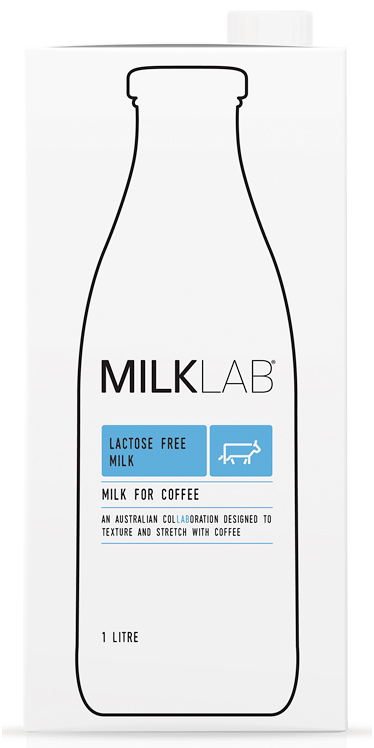 MILKLAB®
LACTOSE FREE
MILK
MILK FOR COFFEE
AN AUSTRALIAN COLLABORATION DESIGNED TO
TEXTURE AND STRETCH WITH COFFEE
1 LITRE